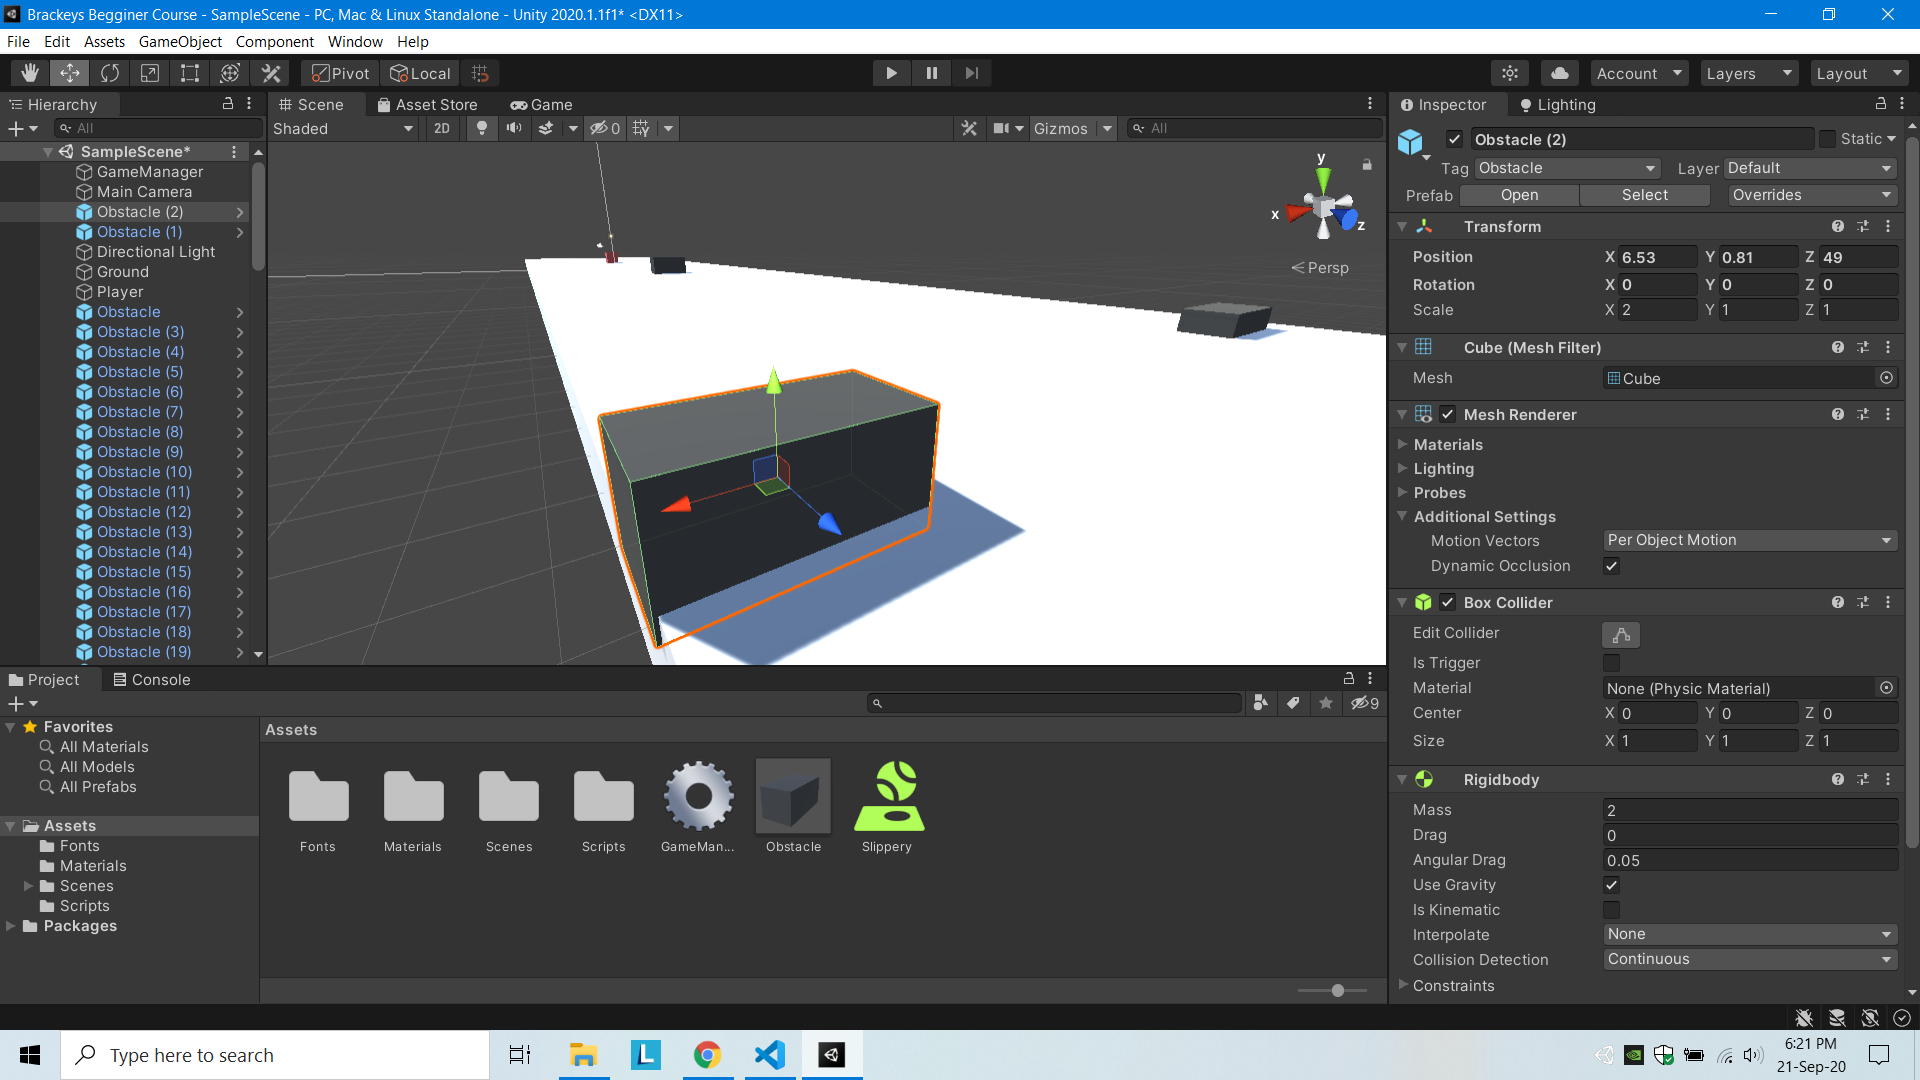 Brackeys Begginer Course - SampleScene - PC, Mac & Linux Standalone - Unity 2020.1.1f1* <DX11>
File Edit Assets GameObject Component Window Help
Pivot Local Account Layers Layout
Hierarchy
All
SampleScene*
GameManager
Main Camera
Obstacle (2)
Obstacle (1)
Directional Light
Ground
Player
Obstacle
Obstacle (3)
Obstacle (4)
Obstacle (5)
Obstacle (6)
Obstacle (7)
Obstacle (8)
Obstacle (9)
Obstacle (10)
Obstacle (11)
Obstacle (12)
Obstacle (13)
Obstacle (14)
Obstacle (15)
Obstacle (16)
Obstacle (17)
Obstacle (18)
Obstacle (19)
Scene Asset Store Game
Shaded 2D 0 Gizmos All
y
x
z
Persp
Inspector Lighting
Obstacle (2) Static
Tag Obstacle Layer Default
Prefab Open Select Overrides
Transform
Position X 6.53 Y 0.81 Z 49
Rotation X 0 Y 0 Z 0
Scale X 2 Y 1 Z 1
Cube (Mesh Filter)
Mesh Cube
Mesh Renderer
Materials
Lighting
Probes
Additional Settings
Motion Vectors Per Object Motion
Dynamic Occlusion
Box Collider
Edit Collider
Is Trigger
Material None (Physic Material)
Center X 0 Y 0 Z 0
Size X 1 Y 1 Z 1
Rigidbody
Mass 2
Drag 0
Angular Drag 0.05
Use Gravity
Is Kinematic
Interpolate None
Collision Detection Continuous
Constraints
Project Console
9
Favorites
All Materials
All Models
All Prefabs
Assets
Fonts
Materials
Scenes
Scripts
Packages
Assets
Fonts Materials Scenes Scripts GameMan... Obstacle Slippery
Type here to search
L
6:21 PM
21-Sep-20